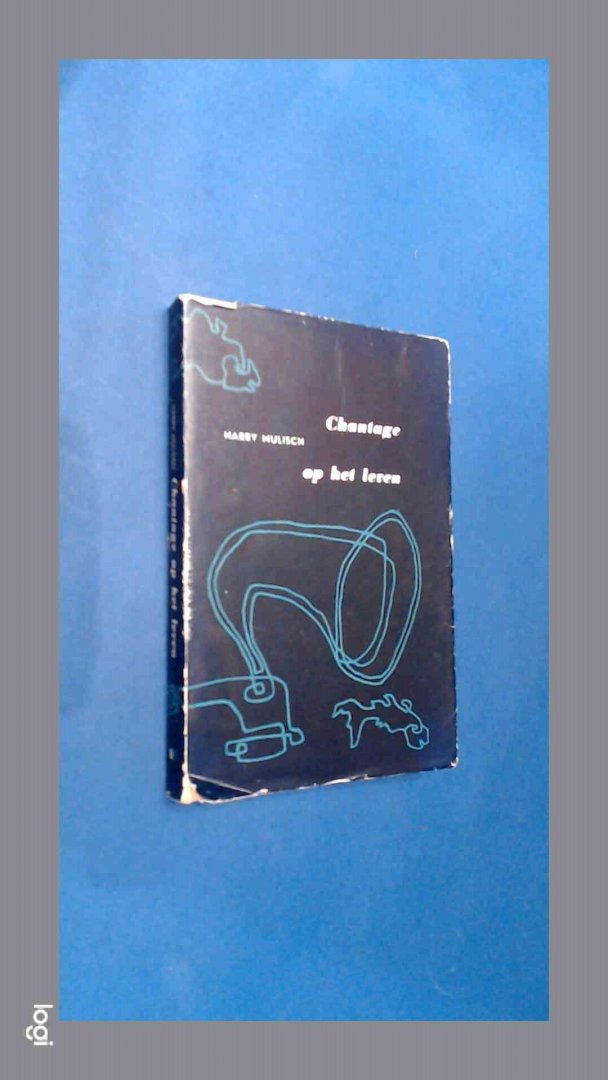 Chantage
HARRY MULISCH
op het leven
HARRY MULISCH Chantage op het leven
logi